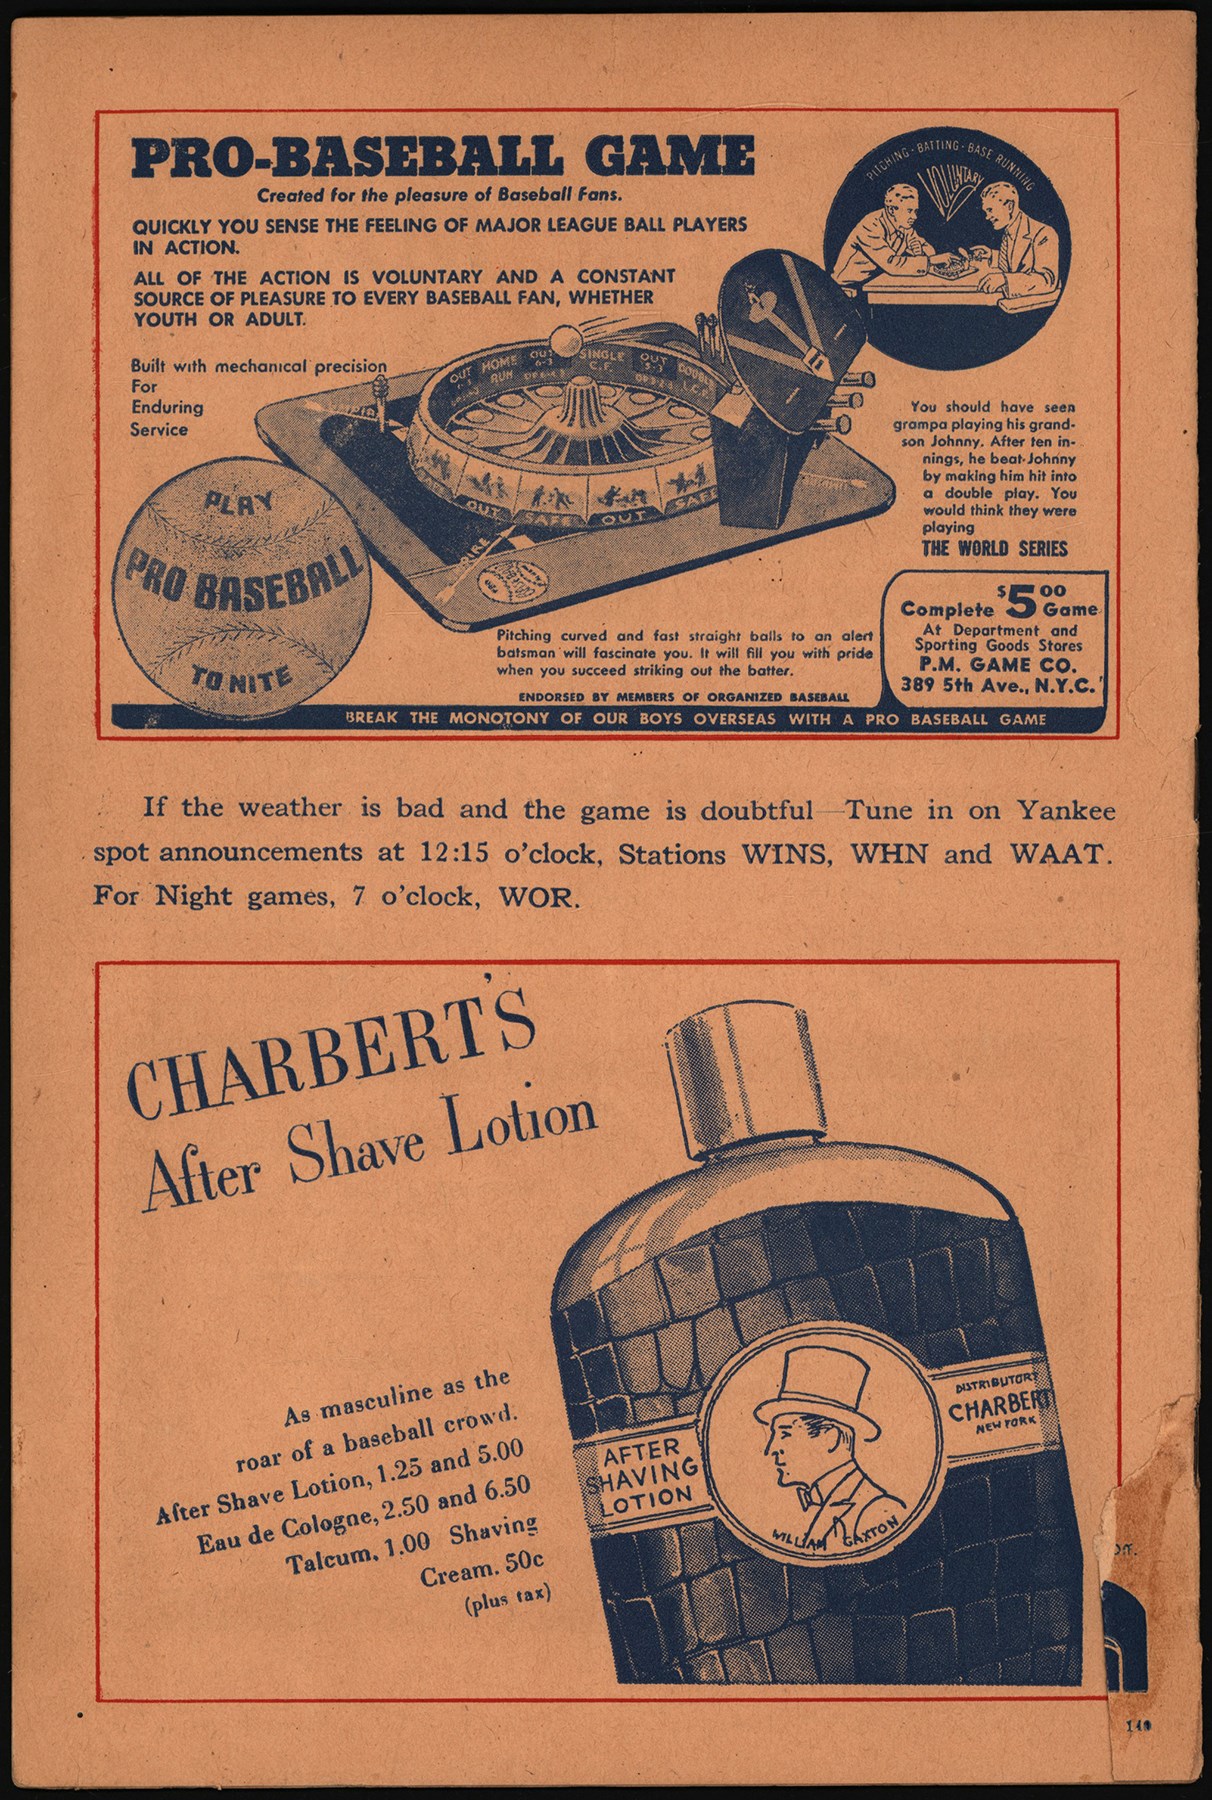 PRO-BASEBALL GAME
Created for the pleasure of Baseball Fans.
QUICKLY YOU SENSE THE FEELING OF MAJOR LEAGUE BALL PLAYERS
IN ACTION.
ALL OF THE ACTION IS VOLUNTARY AND A CONSTANT
SOURCE OF PLEASURE TO EVERY BASEBALL FAN, WHETHER
YOUTH OR ADULT.
PITCHING - BATTING - BASE RUNNING
VOLUNTARY
Built with mechanical precision
For
Enduring
Service
OUT
HOME
RUN
OUT
6-3
SINGLE
C.F.
OUT
5-3
DOUBLE
L.C.F.
OUT
SAFE
OUT
SAFE
You should have seen
grampa playing his grand-
son Johnny. After ten in-
nings, he beat Johnny
by making him hit into
a double play. You
would think they were
playing
THE WORLD SERIES
PLAY
PRO BASEBALL
TO NITE
$5.00
Complete Game
At Department and
Sporting Goods Stores
P.M. GAME CO.
389 5th Ave., N.Y.C.
Pitching curved and fast straight balls to an alert
batsman will fascinate you. It will fill you with pride
when you succeed striking out the batter.
ENDORSED BY MEMBERS OF ORGANIZED BASEBALL
BREAK THE MONOTONY OF OUR BOYS OVERSEAS WITH A PRO BASEBALL GAME
If the weather is bad and the game is doubtful—Tune in on Yankee
spot announcements at 12:15 o'clock, Stations WINS, WHN and WAAT.
For Night games, 7 o'clock, WOR.
CHARBERT'S
After Shave Lotion
As masculine as the
roar of a baseball crowd.
After Shave Lotion, 1.25 and 5.00
Eau de Cologne, 2.50 and 6.50
Talcum, 1.00 Shaving
Cream. 50c
(plus tax)
AFTER
SHAVING
LOTION
WILLIAM GAXTON
DISTRIBUTOR
CHARBERT
NEW YORK